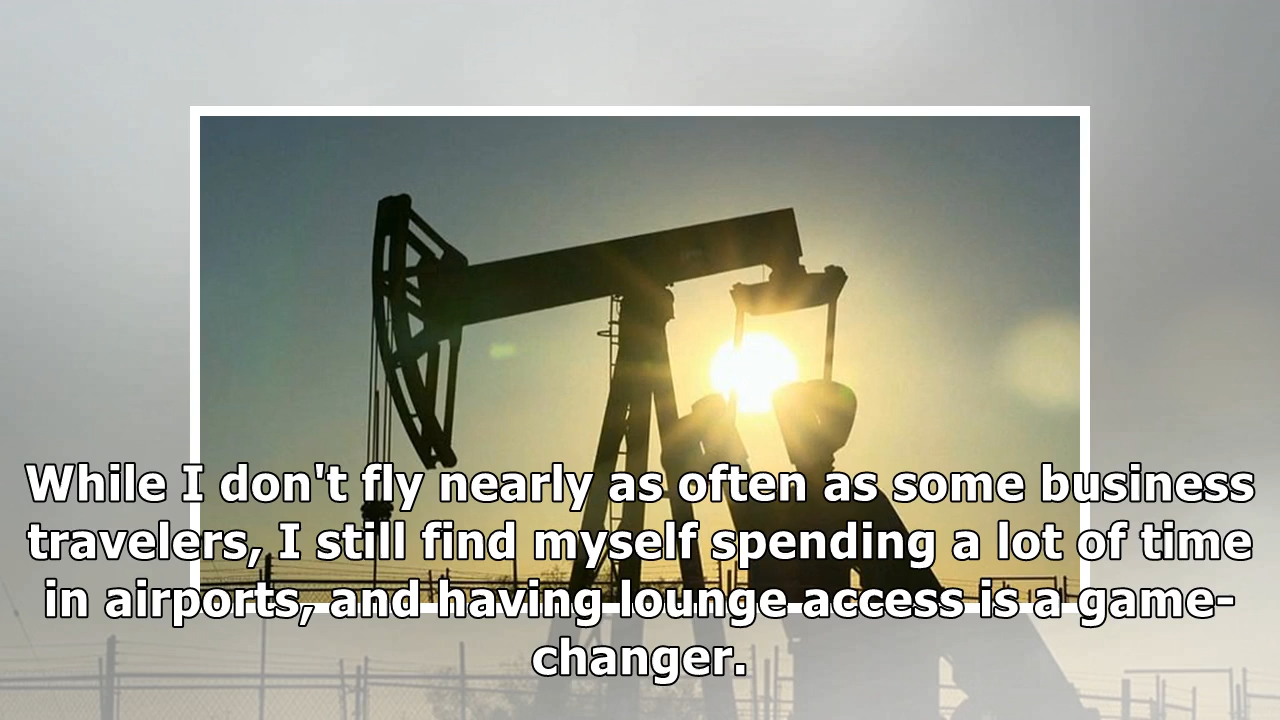 While I don't fly nearly as often as some business
travelers, I still find myself spending a lot of time
in airports, and having lounge access is a game-
changer.